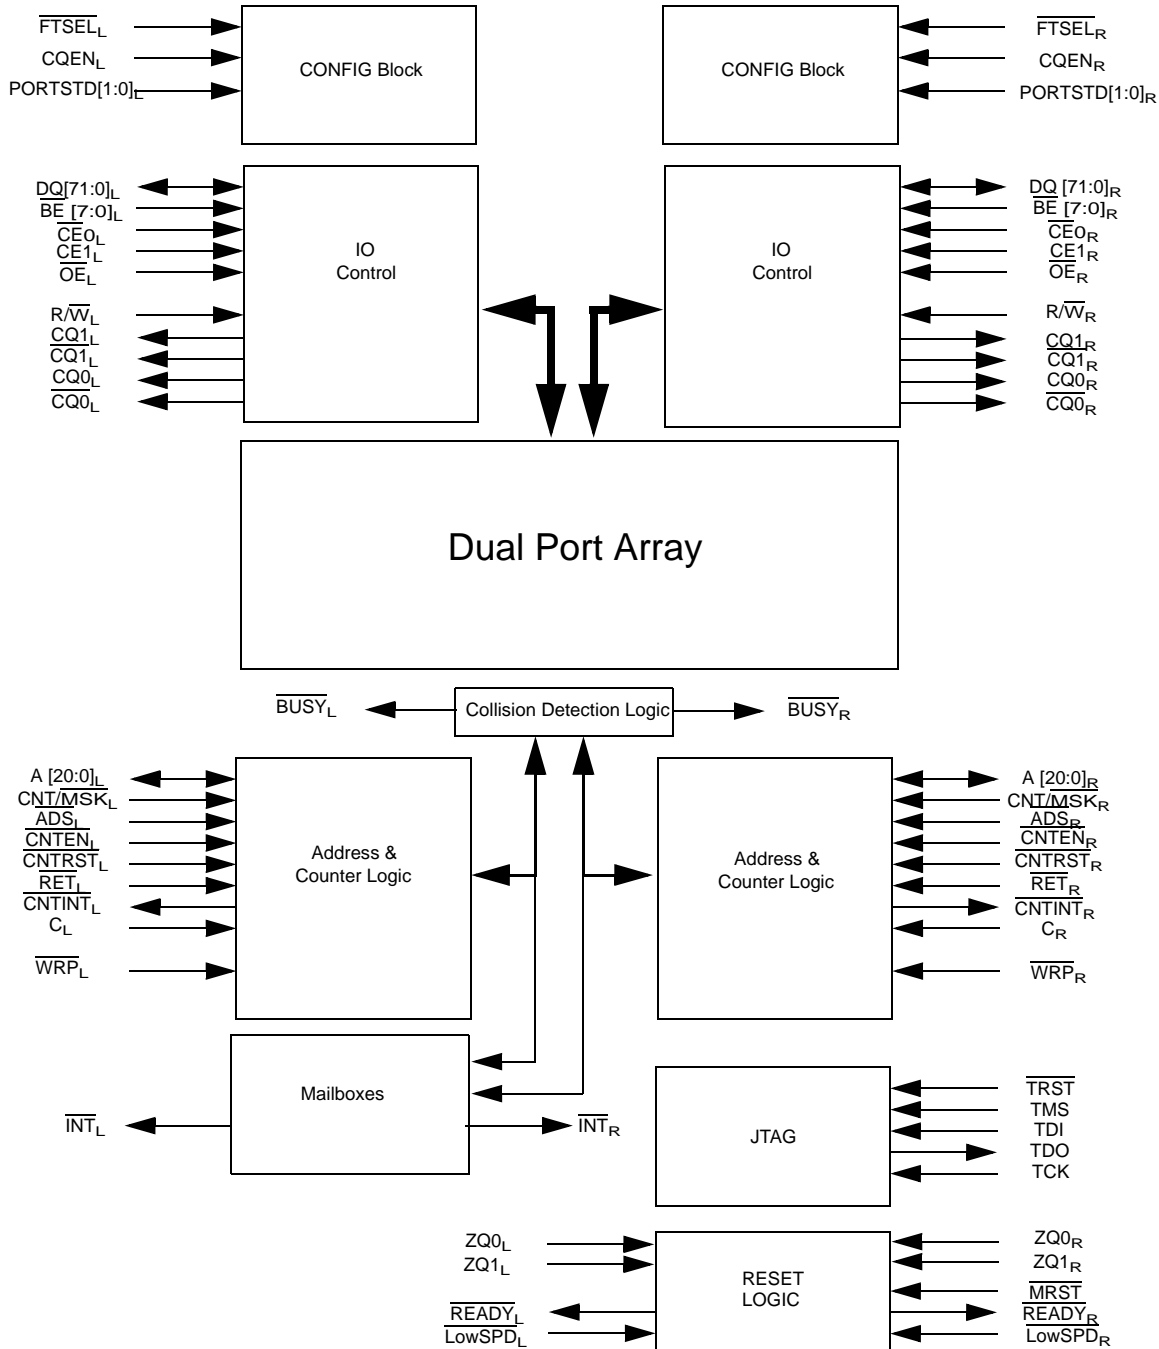 FTSEL_L
CQEN_L
PORTSTD[1:0]_L
CONFIG Block
CONFIG Block
FTSEL_R
CQEN_R
PORTSTD[1:0]_R
DQ[71:0]_L
BE [7:0]_L
CE0_L
CE1_L
OE_L
R/W_L
CQ1_L
CQ1_L
CQ0_L
CQ0_L
IO
Control
IO
Control
DQ [71:0]_R
BE [7:0]_R
CE0_R
CE1_R
OE_R
R/W_R
CQ1_R
CQ1_R
CQ0_R
CQ0_R
Dual Port Array
BUSY_L
Collision Detection Logic
BUSY_R
A [20:0]_L
CNT/MSK_L
ADS_L
CNTEN_L
CNTRST_L
RET_L
CNTINT_L
C_L
WRP_L
Address &
Counter Logic
Address &
Counter Logic
A [20:0]_R
CNT/MSK_R
ADS_R
CNTEN_R
CNTRST_R
RET_R
CNTINT_R
C_R
WRP_R
Mailboxes
INT_L
INT_R
JTAG
TRST
TMS
TDI
TDO
TCK
ZQ0_L
ZQ1_L
READY_L
LowSPD_L
RESET
LOGIC
ZQ0_R
ZQ1_R
MRST
READY_R
LowSPD_R